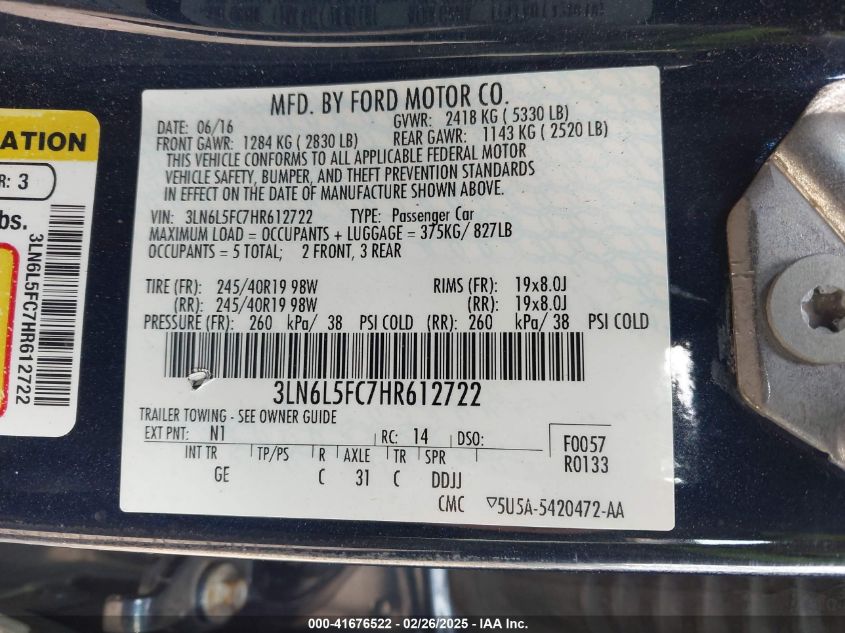 MFD. BY FORD MOTOR CO.
DATE: 06/16
GVWR: 2418 KG ( 5330 LB)
FRONT GAWR: 1284 KG ( 2830 LB)
REAR GAWR: 1143 KG ( 2520 LB)
THIS VEHICLE CONFORMS TO ALL APPLICABLE FEDERAL MOTOR
VEHICLE SAFETY, BUMPER, AND THEFT PREVENTION STANDARDS
IN EFFECT ON THE DATE OF MANUFACTURE SHOWN ABOVE.
VIN: 3LN6L5FC7HR612722 TYPE: Passenger Car
MAXIMUM LOAD = OCCUPANTS + LUGGAGE = 375KG/ 827LB
OCCUPANTS = 5 TOTAL; 2 FRONT, 3 REAR
TIRE (FR): 245/40R19 98W RIMS (FR): 19x8.0J
(RR): 245/40R19 98W (RR): 19x8.0J
PRESSURE (FR): 260 kPa/ 38 PSI COLD (RR): 260 kPa/ 38 PSI COLD
3LN6L5FC7HR612722
TRAILER TOWING - SEE OWNER GUIDE
EXT PNT: N1 RC: 14 DSO: F0057
R0133
INT TR TP/PS R AXLE TR SPR
GE C 31 C DDJJ
CMC 5U5A-5420472-AA
ATION
R: 3
bs.
3LN6L5FC7HR612722
000-41676522 - 02/26/2025 - IAA Inc.